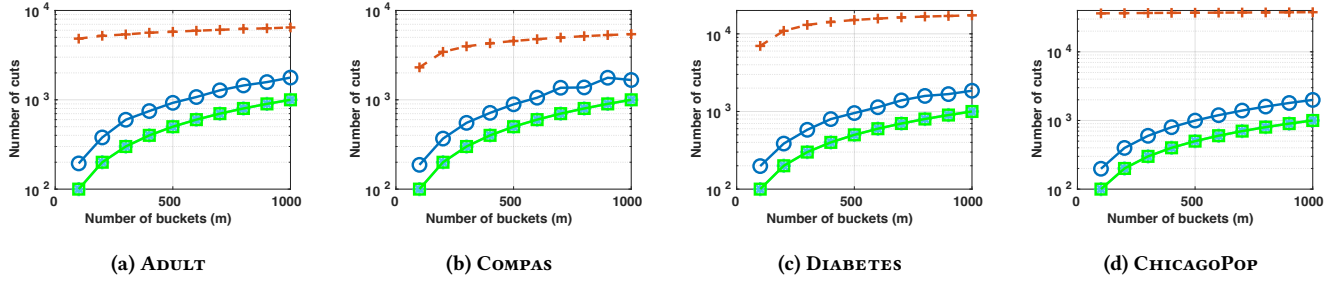 Number of cuts
10^4
10^3
10^2
0
500
1000
Number of buckets (m)
(a) ADULT
Number of cuts
10^4
10^3
10^2
0
500
1000
Number of buckets (m)
(b) COMPAS
Number of cuts
10^4
10^3
10^2
0
500
1000
Number of buckets (m)
(c) DIABETES
Number of cuts
10^4
10^3
10^2
0
500
1000
Number of buckets (m)
(d) CHICAGOPOP